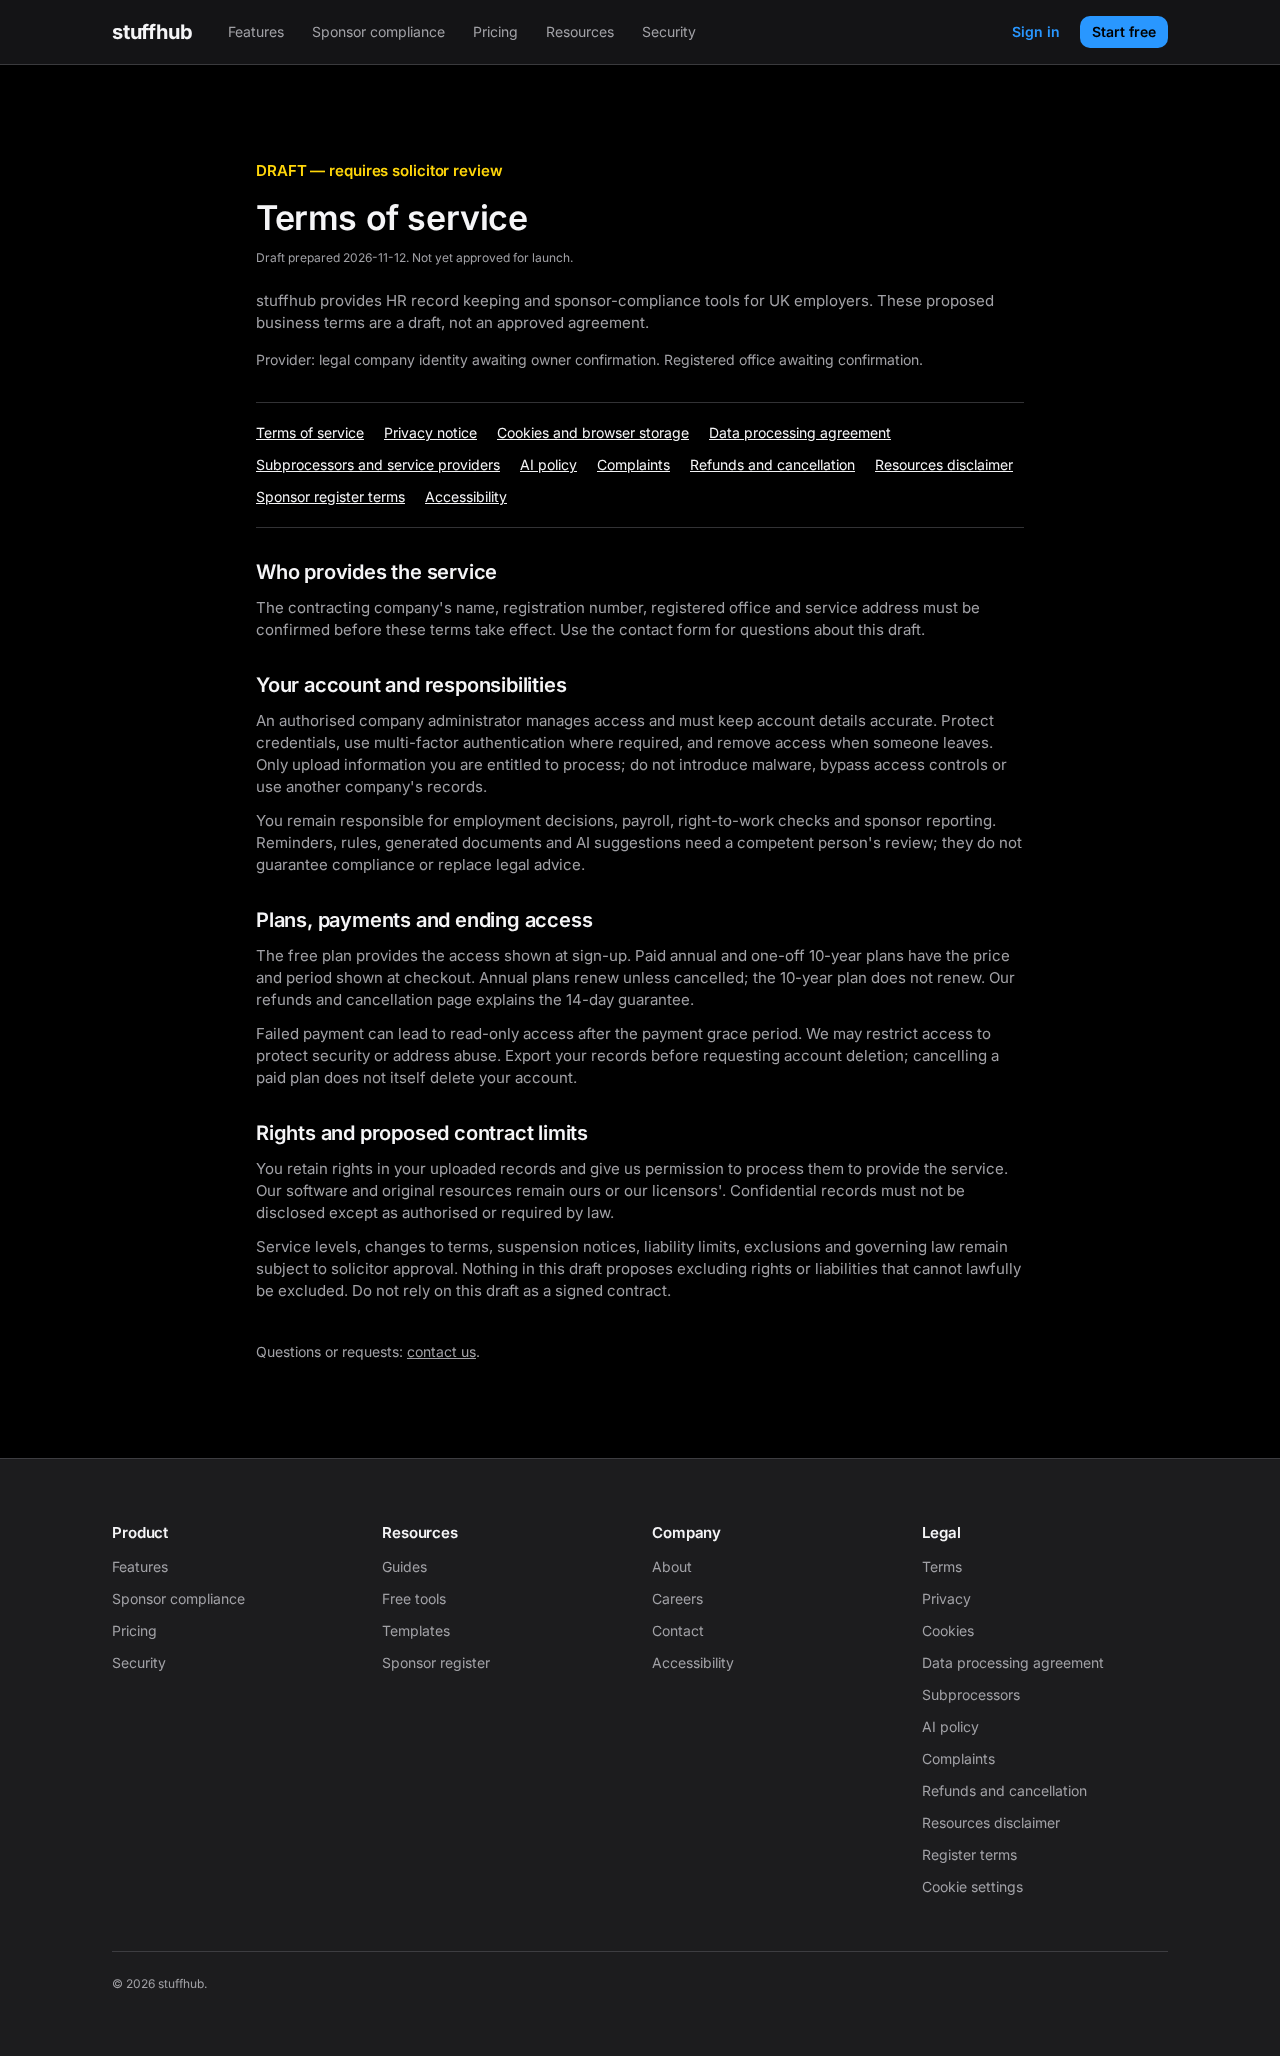 stuffhub Features Sponsor compliance Pricing Resources Security Sign in Start free
DRAFT — requires solicitor review
Terms of service
Draft prepared 2026-11-12. Not yet approved for launch.
stuffhub provides HR record keeping and sponsor-compliance tools for UK employers. These proposed
business terms are a draft, not an approved agreement.
Provider: legal company identity awaiting owner confirmation. Registered office awaiting confirmation.
Terms of service Privacy notice Cookies and browser storage Data processing agreement
Subprocessors and service providers AI policy Complaints Refunds and cancellation Resources disclaimer
Sponsor register terms Accessibility
Who provides the service
The contracting company's name, registration number, registered office and service address must be
confirmed before these terms take effect. Use the contact form for questions about this draft.
Your account and responsibilities
An authorised company administrator manages access and must keep account details accurate. Protect
credentials, use multi-factor authentication where required, and remove access when someone leaves.
Only upload information you are entitled to process; do not introduce malware, bypass access controls or
use another company's records.
You remain responsible for employment decisions, payroll, right-to-work checks and sponsor reporting.
Reminders, rules, generated documents and AI suggestions need a competent person's review; they do not
guarantee compliance or replace legal advice.
Plans, payments and ending access
The free plan provides the access shown at sign-up. Paid annual and one-off 10-year plans have the price
and period shown at checkout. Annual plans renew unless cancelled; the 10-year plan does not renew. Our
refunds and cancellation page explains the 14-day guarantee.
Failed payment can lead to read-only access after the payment grace period. We may restrict access to
protect security or address abuse. Export your records before requesting account deletion; cancelling a
paid plan does not itself delete your account.
Rights and proposed contract limits
You retain rights in your uploaded records and give us permission to process them to provide the service.
Our software and original resources remain ours or our licensors'. Confidential records must not be
disclosed except as authorised or required by law.
Service levels, changes to terms, suspension notices, liability limits, exclusions and governing law remain
subject to solicitor approval. Nothing in this draft proposes excluding rights or liabilities that cannot lawfully
be excluded. Do not rely on this draft as a signed contract.
Questions or requests: contact us.
Product
Features
Sponsor compliance
Pricing
Security
Resources
Guides
Free tools
Templates
Sponsor register
Company
About
Careers
Contact
Accessibility
Legal
Terms
Privacy
Cookies
Data processing agreement
Subprocessors
AI policy
Complaints
Refunds and cancellation
Resources disclaimer
Register terms
Cookie settings
© 2026 stuffhub.